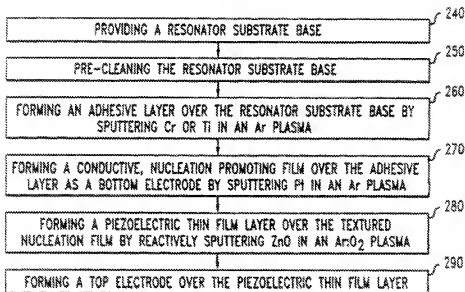 240
PROVIDING A RESONATOR SUBSTRATE BASE
250
PRE-CLEANING THE RESONATOR SUBSTRATE BASE
260
FORMING AN ADHESIVE LAYER OVER THE RESONATOR SUBSTRATE BASE BY
SPUTTERING Cr OR Ti IN AN Ar PLASMA
270
FORMING A CONDUCTIVE, NUCLEATION PROMOTING FILM OVER THE ADHESIVE
LAYER AS A BOTTOM ELECTRODE BY SPUTTERING Pt IN AN Ar PLASMA
280
FORMING A PIEZOELECTRIC THIN FILM LAYER OVER THE TEXTURED
NUCLEATION FILM BY REACTIVELY SPUTTERING ZnO IN AN Ar:O₂ PLASMA
290
FORMING A TOP ELECTRODE OVER THE PIEZOELECTRIC THIN FILM LAYER